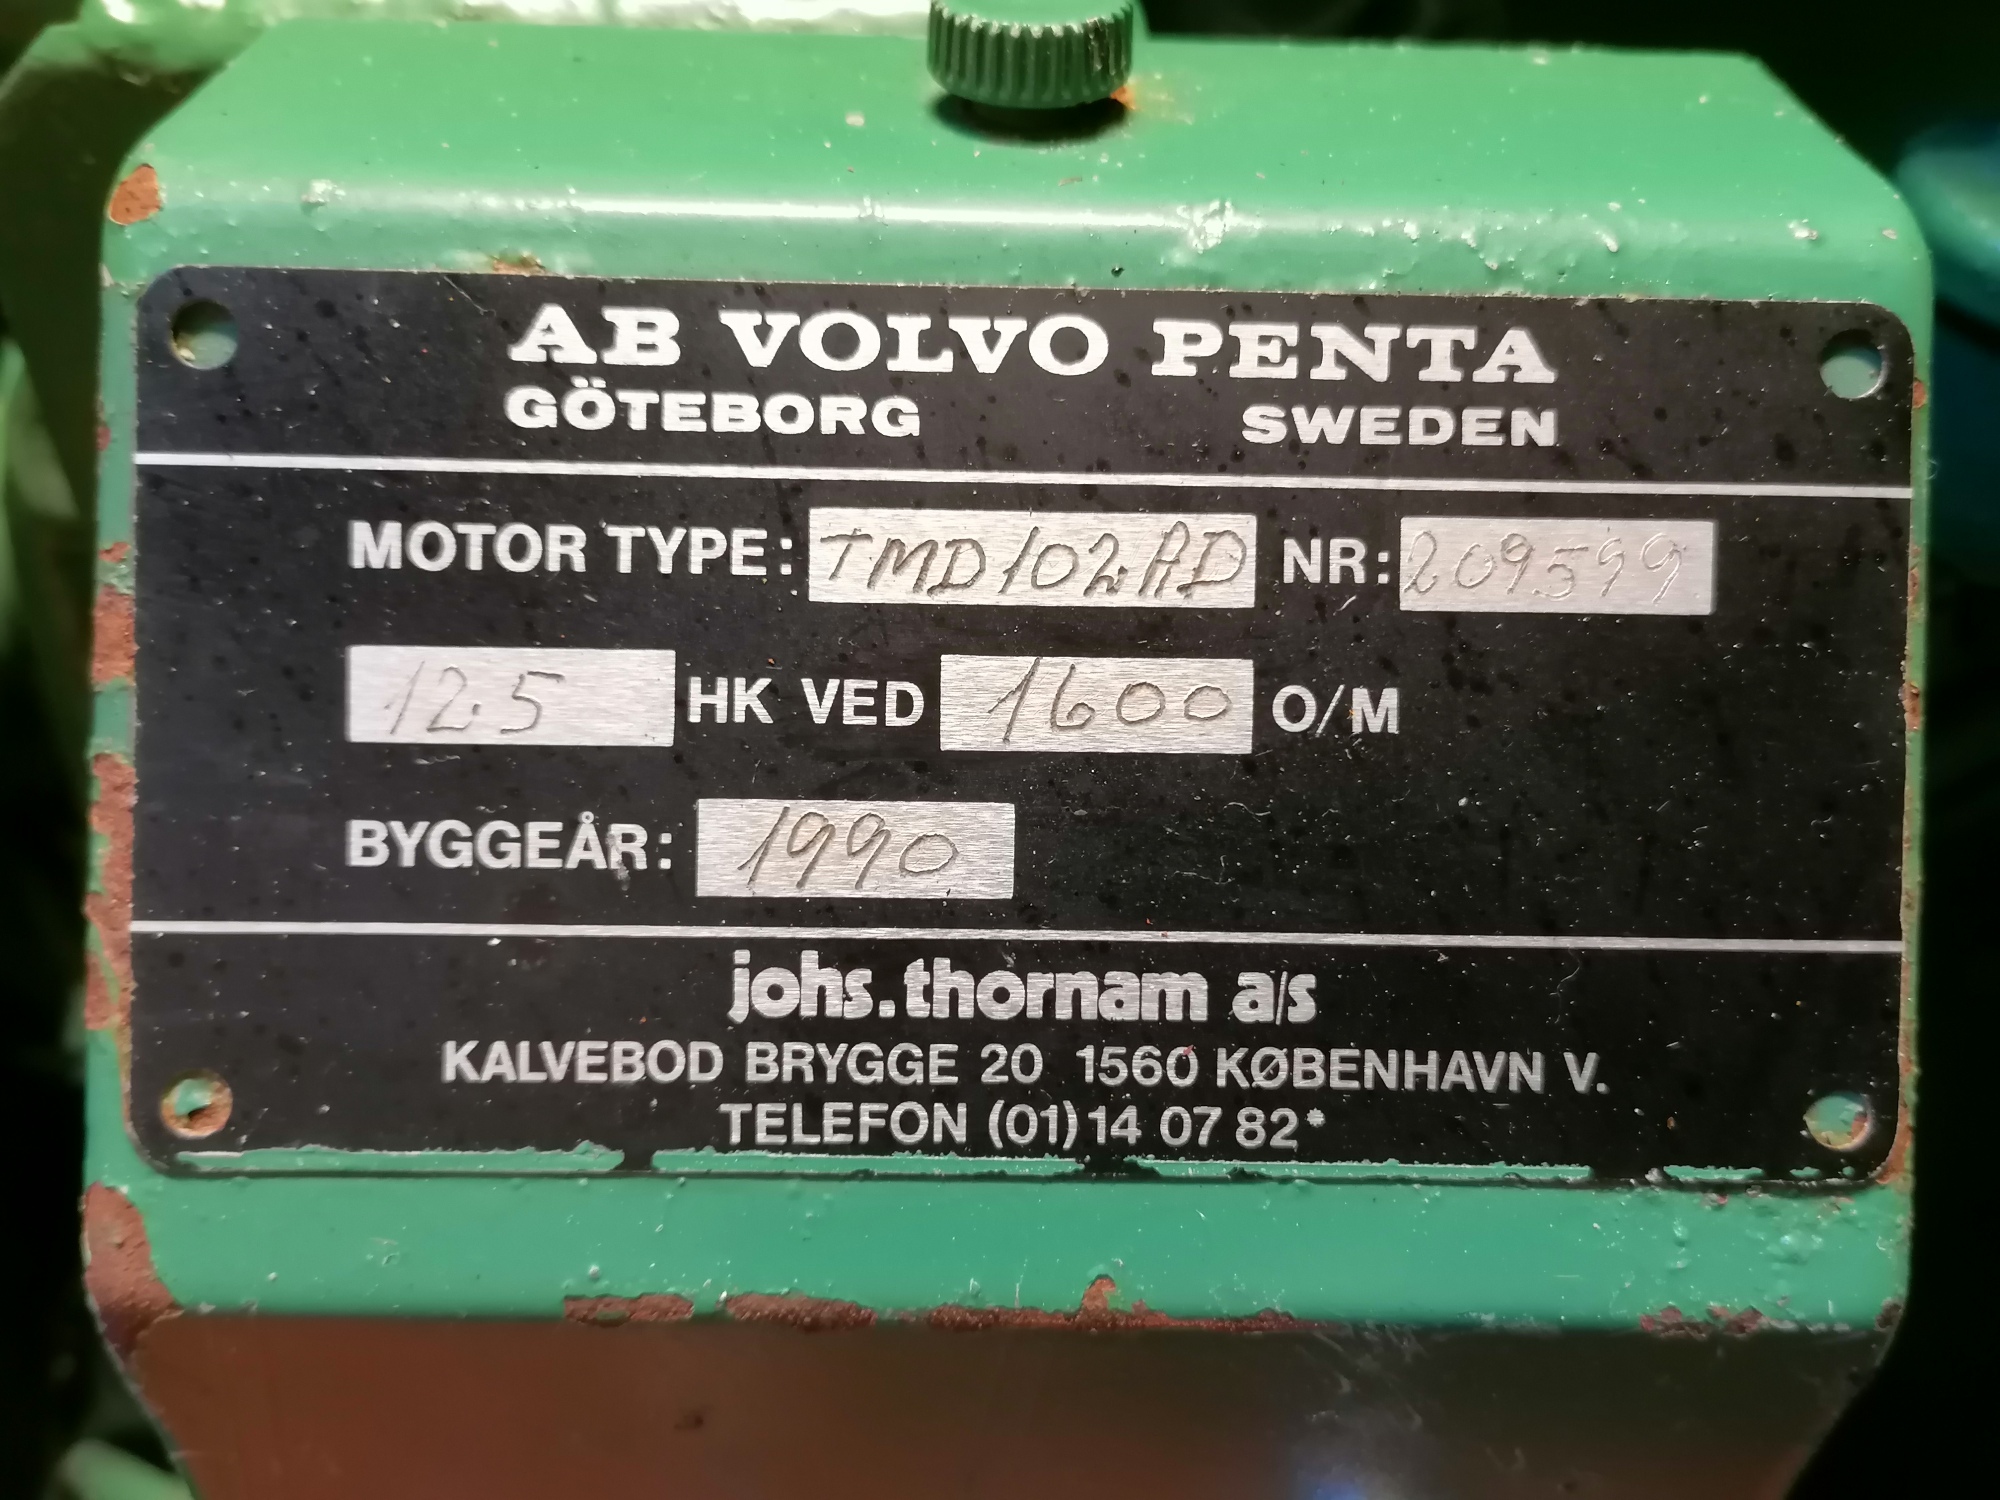 AB VOLVO PENTA
GÖTEBORG SWEDEN
MOTOR TYPE: TMD102AD NR: 209599
125 HK VED 1600 O/M
BYGGEÅR: 1990
johs. thornam a/s
KALVEBOD BRYGGE 20 1560 KØBENHAVN V.
TELEFON (01) 14 07 82*